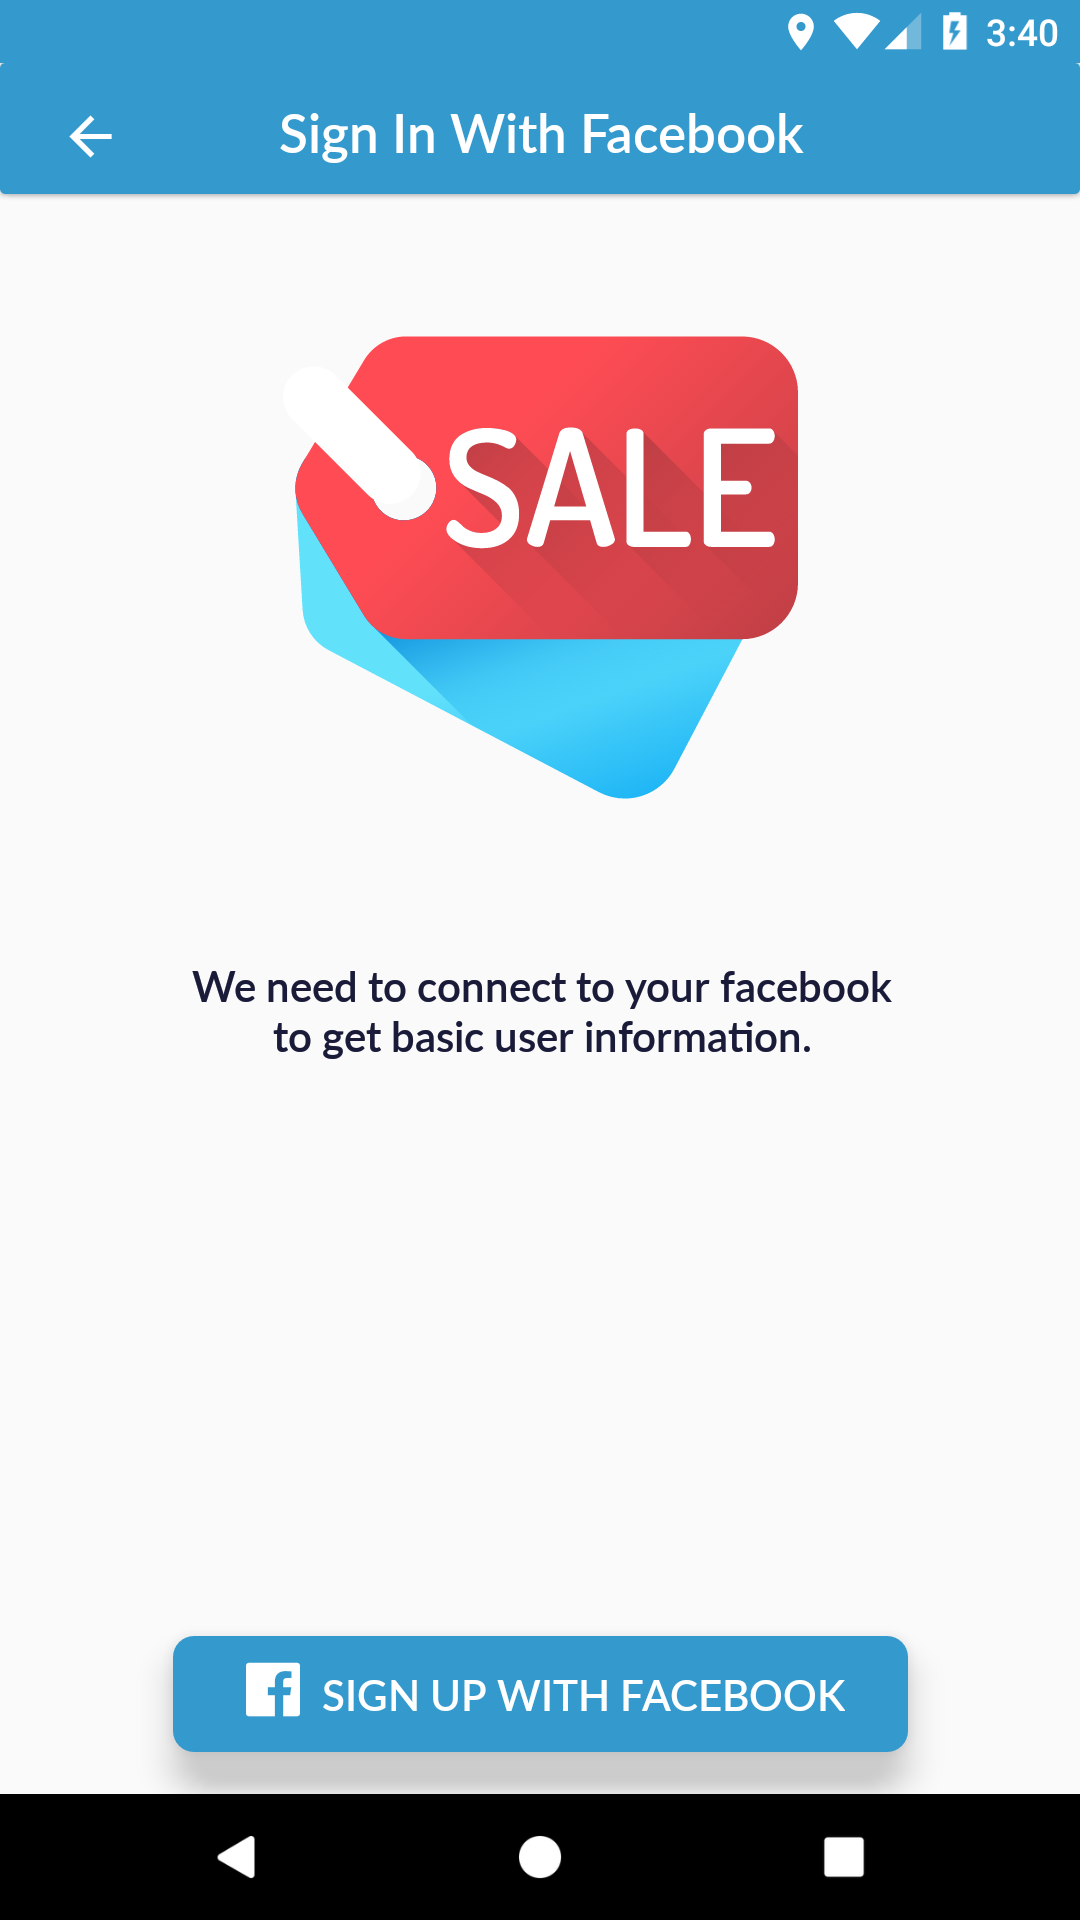 3:40
Sign In With Facebook
SALE
We need to connect to your facebook
to get basic user information.
SIGN UP WITH FACEBOOK